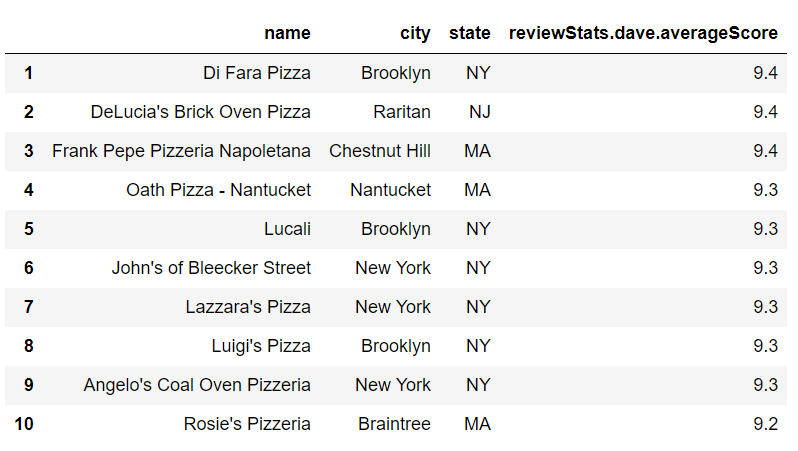 name city state reviewStats.dave.averageScore
1 Di Fara Pizza Brooklyn NY 9.4
2 DeLucia's Brick Oven Pizza Raritan NJ 9.4
3 Frank Pepe Pizzeria Napoletana Chestnut Hill MA 9.4
4 Oath Pizza - Nantucket Nantucket MA 9.3
5 Lucali Brooklyn NY 9.3
6 John's of Bleecker Street New York NY 9.3
7 Lazzara's Pizza New York NY 9.3
8 Luigi's Pizza Brooklyn NY 9.3
9 Angelo's Coal Oven Pizzeria New York NY 9.3
10 Rosie's Pizzeria Braintree MA 9.2